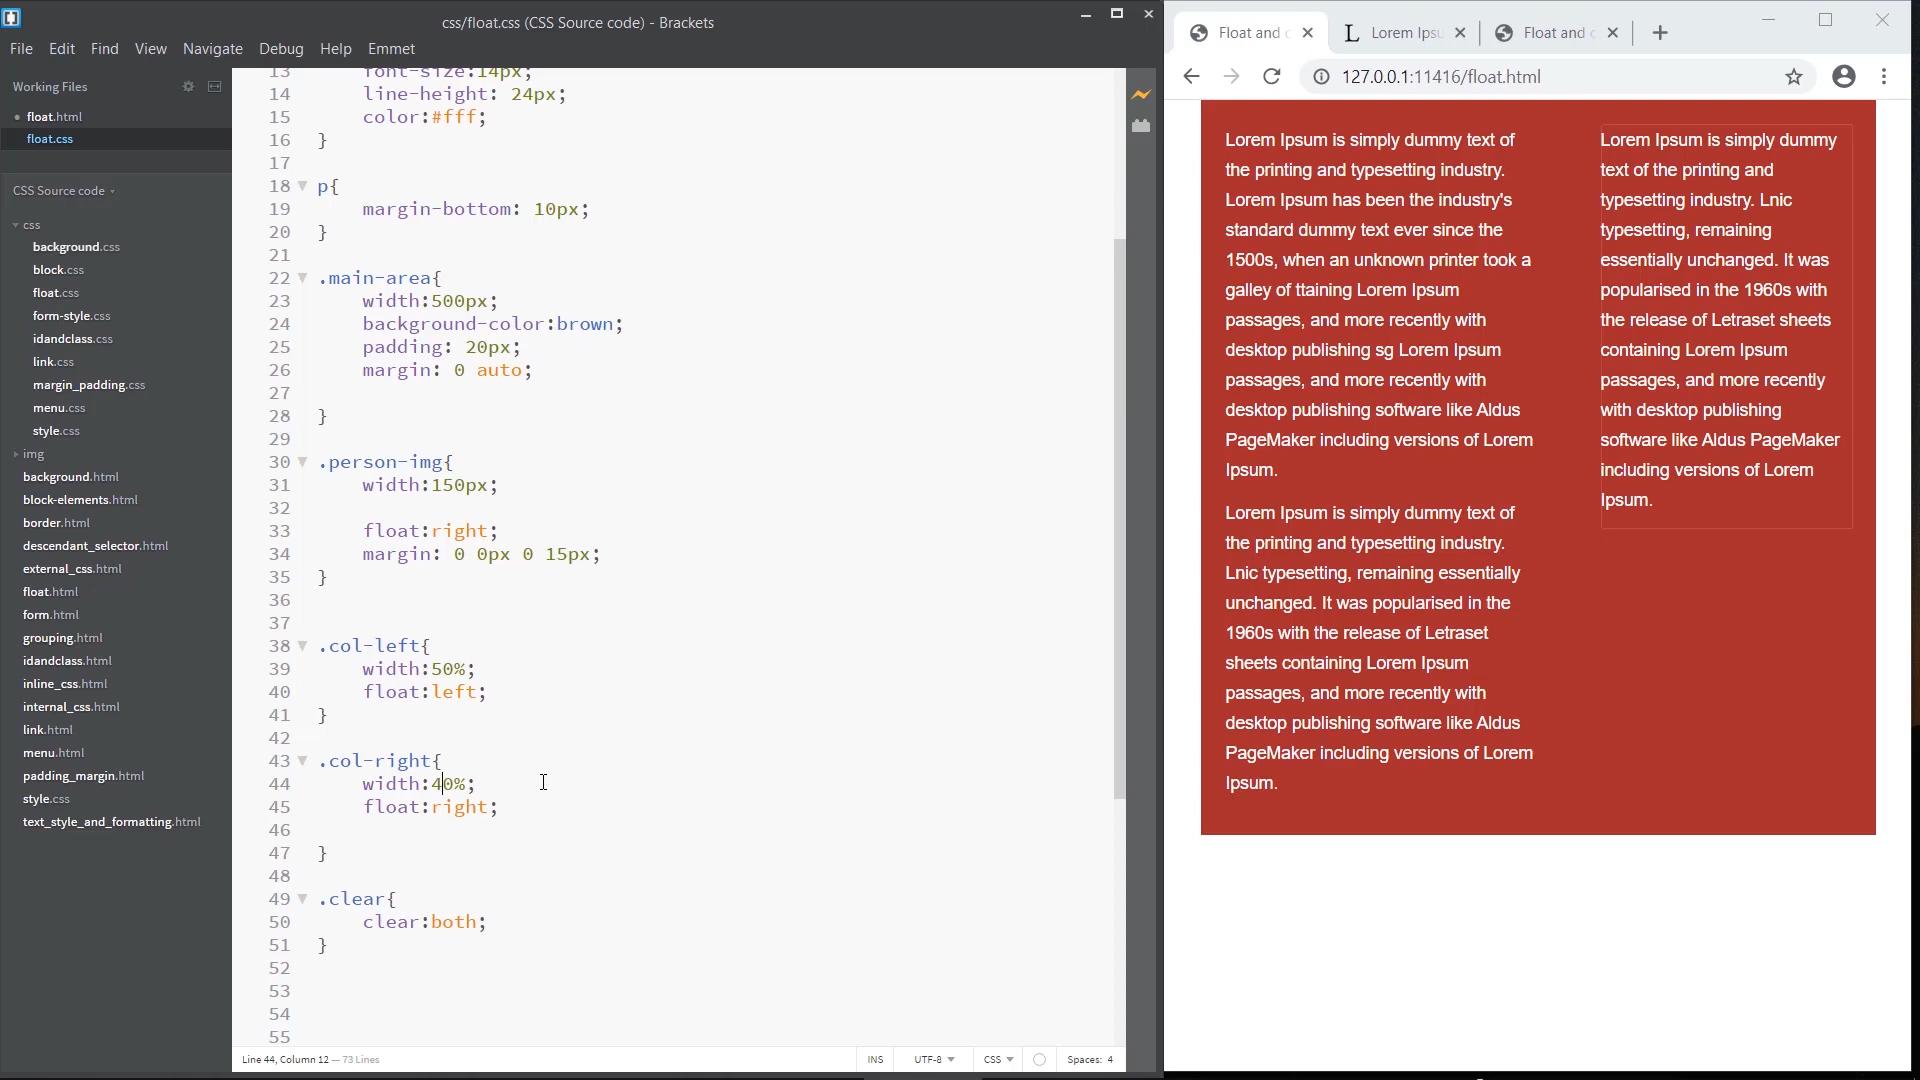 css/float.css (CSS Source code) - Brackets
File Edit Find View Navigate Debug Help Emmet
Working Files
float.html
float.css
CSS Source code
css
background.css
block.css
float.css
form-style.css
idandclass.css
link.css
margin_padding.css
menu.css
style.css
img
background.html
block-elements.html
border.html
descendant_selector.html
external_css.html
float.html
form.html
grouping.html
idandclass.html
inline_css.html
internal_css.html
link.html
menu.html
padding_margin.html
style.css
text_style_and_formatting.html
13 font-size:14px;
14 line-height: 24px;
15 color:#fff;
16 }
17
18 p{
19 margin-bottom: 10px;
20 }
21
22 .main-area{
23 width:500px;
24 background-color:brown;
25 padding: 20px;
26 margin: 0 auto;
27
28 }
29
30 .person-img{
31 width:150px;
32
33 float:right;
34 margin: 0 0px 0 15px;
35 }
36
37
38 .col-left{
39 width:50%;
40 float:left;
41 }
42
43 .col-right{
44 width:40%;
45 float:right;
46
47 }
48
49 .clear{
50 clear:both;
51 }
52
53
54
55
Line 44, Column 12 — 73 Lines
INS UTF-8 CSS Spaces: 4
Float and Lorem Ipsu Float and
127.0.0.1:11416/float.html
Lorem Ipsum is simply dummy text of
the printing and typesetting industry.
Lorem Ipsum has been the industry's
standard dummy text ever since the
1500s, when an unknown printer took a
galley of ttaining Lorem Ipsum
passages, and more recently with
desktop publishing sg Lorem Ipsum
passages, and more recently with
desktop publishing software like Aldus
PageMaker including versions of Lorem
Ipsum.
Lorem Ipsum is simply dummy text of
the printing and typesetting industry.
Lnic typesetting, remaining essentially
unchanged. It was popularised in the
1960s with the release of Letraset
sheets containing Lorem Ipsum
passages, and more recently with
desktop publishing software like Aldus
PageMaker including versions of Lorem
Ipsum.
Lorem Ipsum is simply dummy
text of the printing and
typesetting industry. Lnic
typesetting, remaining
essentially unchanged. It was
popularised in the 1960s with
the release of Letraset sheets
containing Lorem Ipsum
passages, and more recently
with desktop publishing
software like Aldus PageMaker
including versions of Lorem
Ipsum.